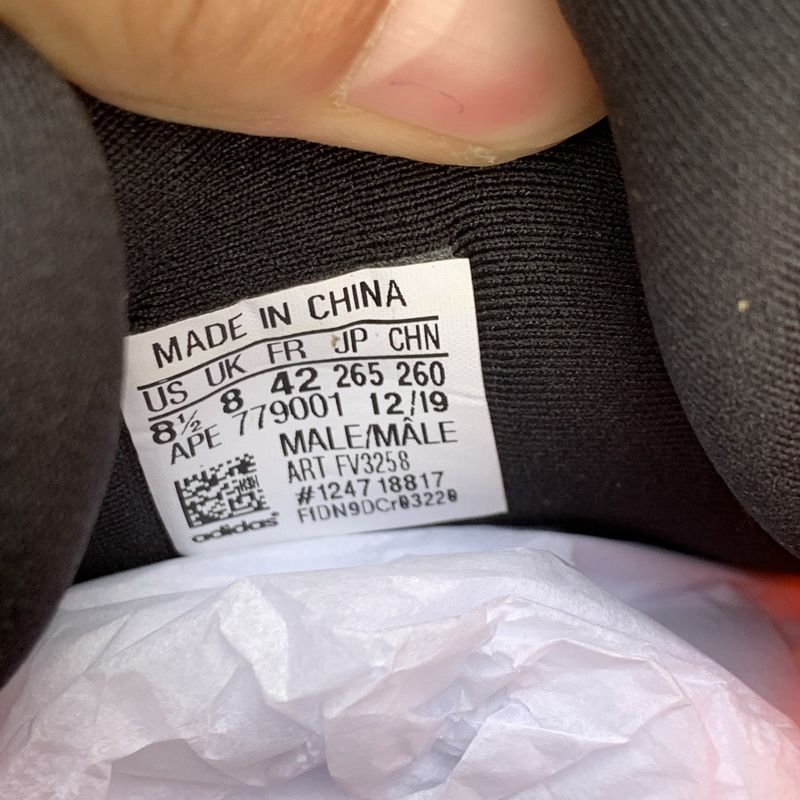 MADE IN CHINA
US UK FR JP CHN
8½ 8 42 265 260
APE 779001 12/19
MALE/MÂLE
ART FV3258
#1247 18817
adidas